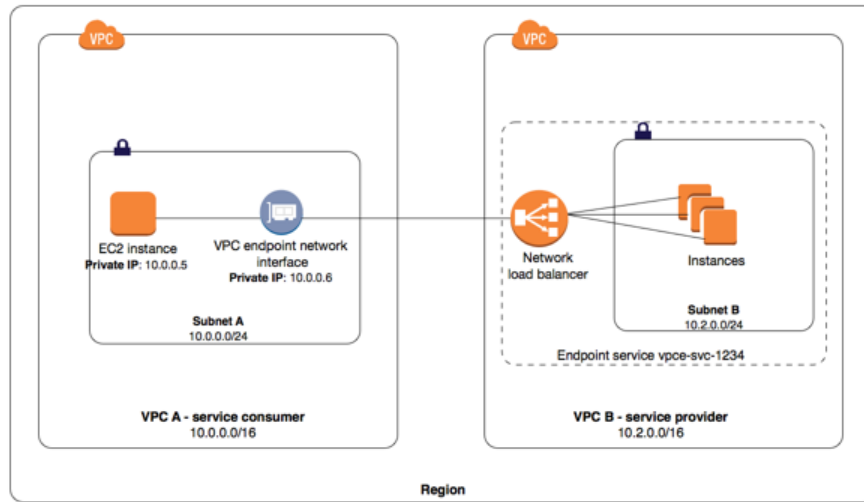 VPC
VPC
EC2 instance
Private IP: 10.0.0.5
VPC endpoint network
interface
Private IP: 10.0.0.6
Subnet A
10.0.0.0/24
VPC A - service consumer
10.0.0.0/16
Network
load balancer
Instances
Subnet B
10.2.0.0/24
Endpoint service vpce-svc-1234
VPC B - service provider
10.2.0.0/16
Region